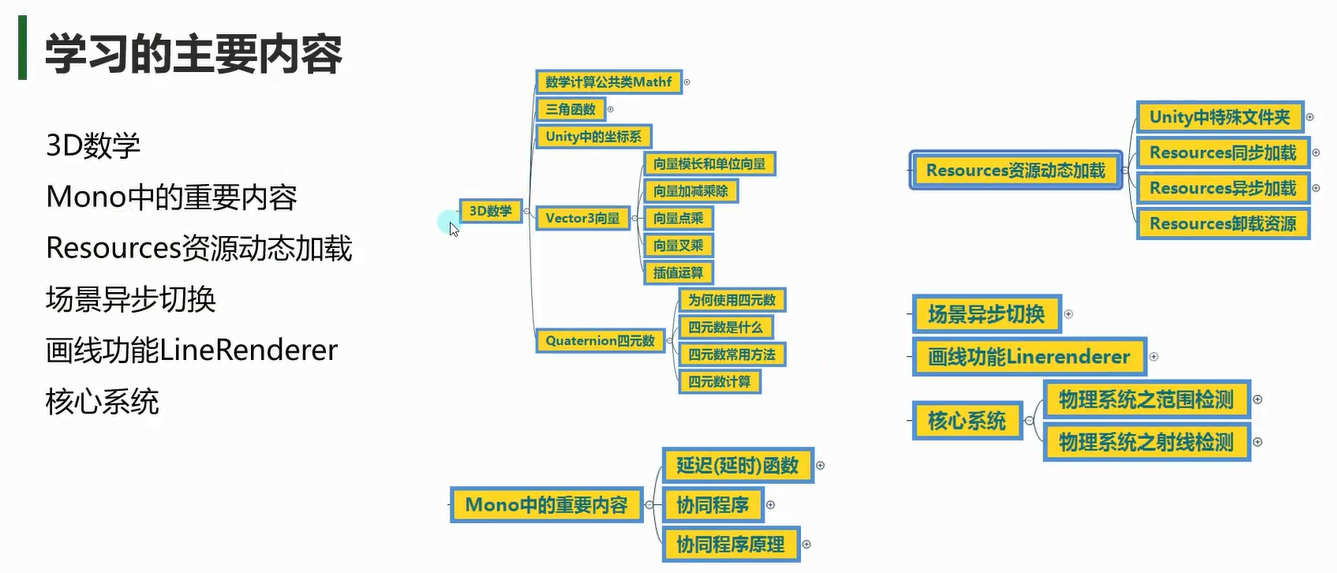 学习的主要内容
3D数学
Mono中的重要内容
Resources资源动态加载
场景异步切换
画线功能LineRenderer
核心系统
3D数学
数学计算公共类Mathf
三角函数
Unity中的坐标系
Vector3向量
向量模长和单位向量
向量加减乘除
向量点乘
向量叉乘
插值运算
Quaternion四元数
为何使用四元数
四元数是什么
四元数常用方法
四元数计算
Mono中的重要内容
延迟(延时)函数
协同程序
协同程序原理
Resources资源动态加载
Unity中特殊文件夹
Resources同步加载
Resources异步加载
Resources卸载资源
场景异步切换
画线功能Linerenderer
核心系统
物理系统之范围检测
物理系统之射线检测